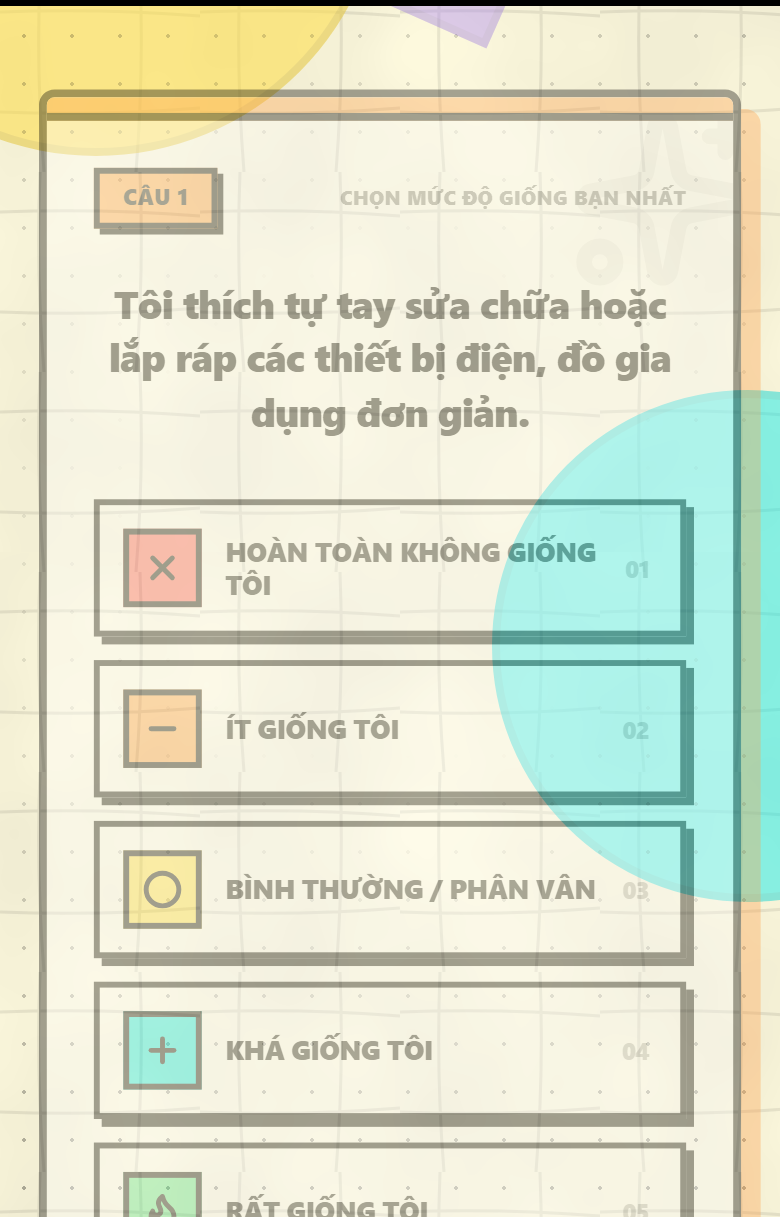 CÂU 1
CHỌN MỨC ĐỘ GIỐNG BẠN NHẤT
Tôi thích tự tay sửa chữa hoặc
lắp ráp các thiết bị điện, đồ gia
dụng đơn giản.
HOÀN TOÀN KHÔNG GIỐNG
TÔI
01
ÍT GIỐNG TÔI
02
BÌNH THƯỜNG / PHÂN VÂN
03
KHÁ GIỐNG TÔI
04
RẤT GIỐNG TÔI
05